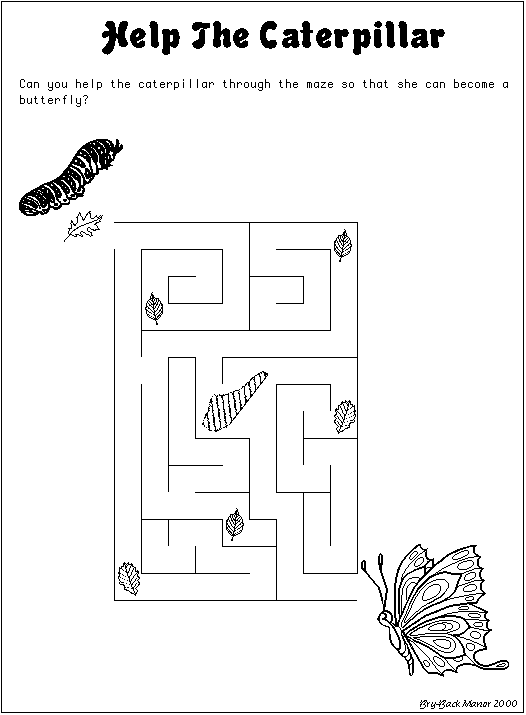 Help The Caterpillar
Can you help the caterpillar through the maze so that she can become a
butterfly?
Bry-Back Manor 2000